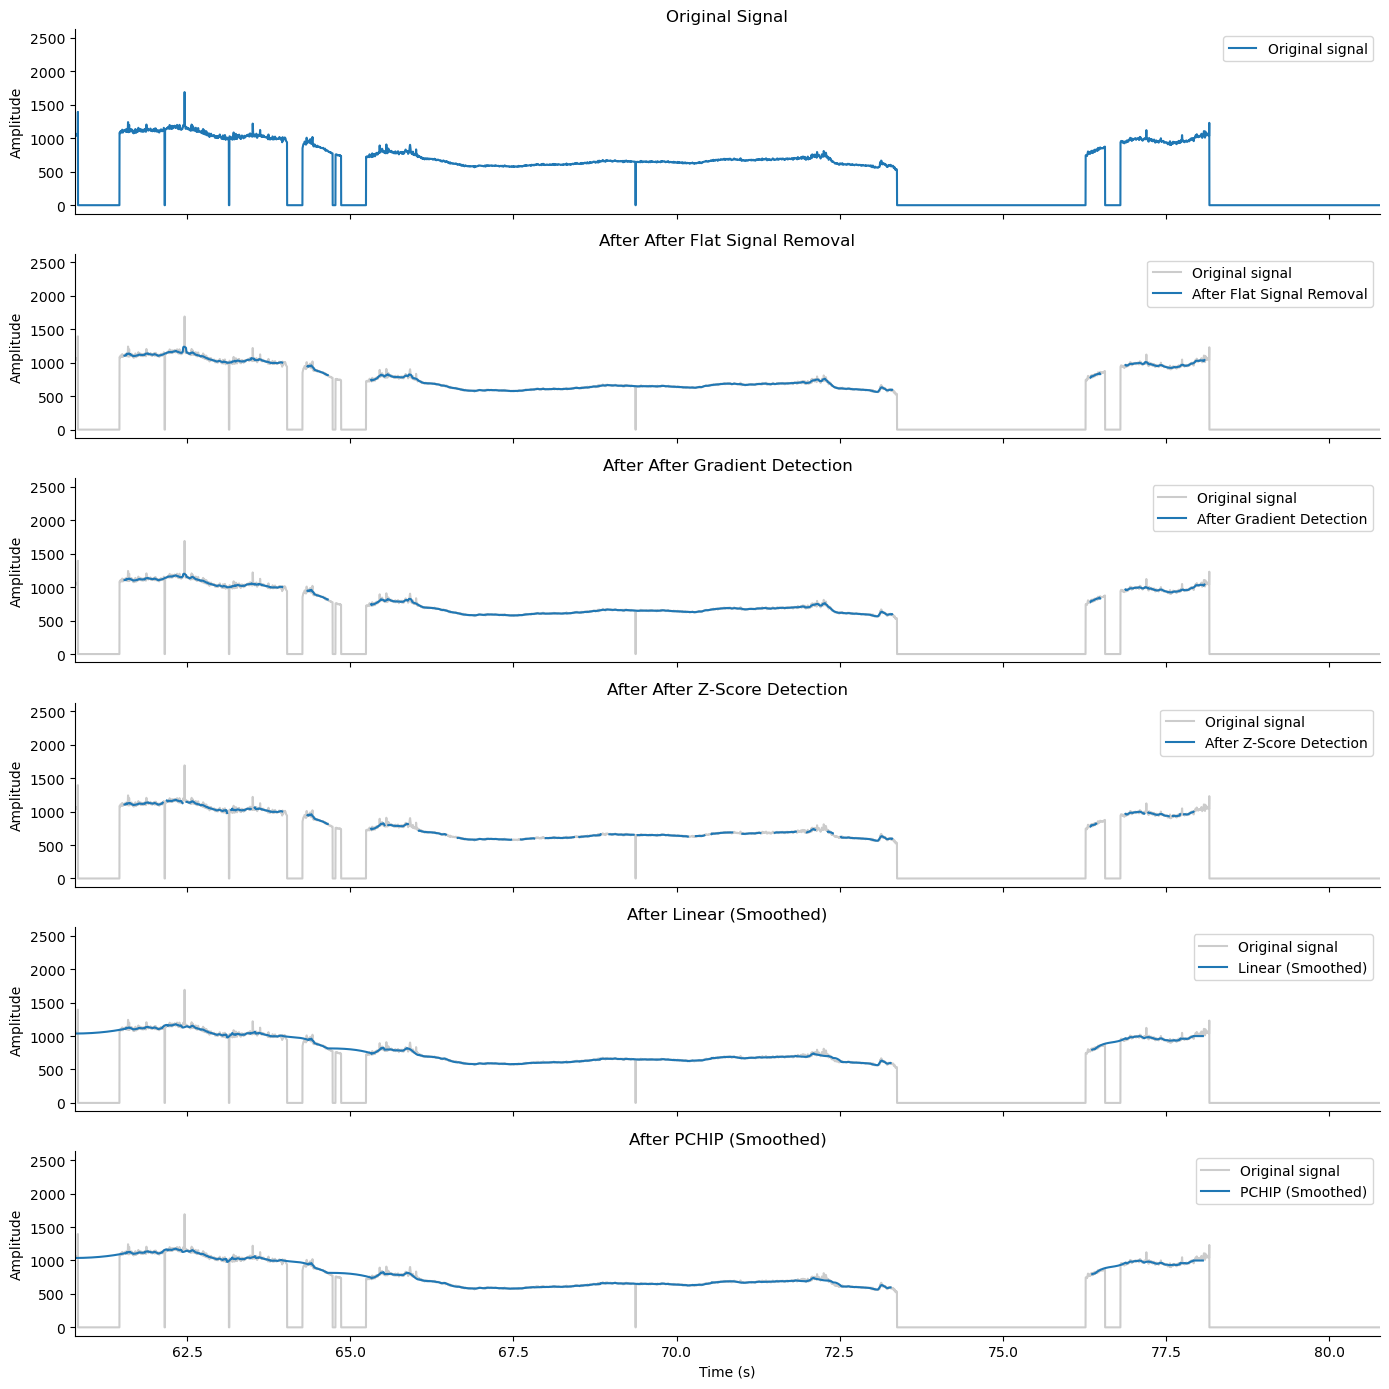 Original Signal
2500
2000
1500
1000
500
0
Amplitude
Original signal
After After Flat Signal Removal
2500
2000
1500
1000
500
0
Amplitude
Original signal
After Flat Signal Removal
After After Gradient Detection
2500
2000
1500
1000
500
0
Amplitude
Original signal
After Gradient Detection
After After Z-Score Detection
2500
2000
1500
1000
500
0
Amplitude
Original signal
After Z-Score Detection
After Linear (Smoothed)
2500
2000
1500
1000
500
0
Amplitude
Original signal
Linear (Smoothed)
After PCHIP (Smoothed)
2500
2000
1500
1000
500
0
Amplitude
Original signal
PCHIP (Smoothed)
62.5 65.0 67.5 70.0 72.5 75.0 77.5 80.0
Time (s)